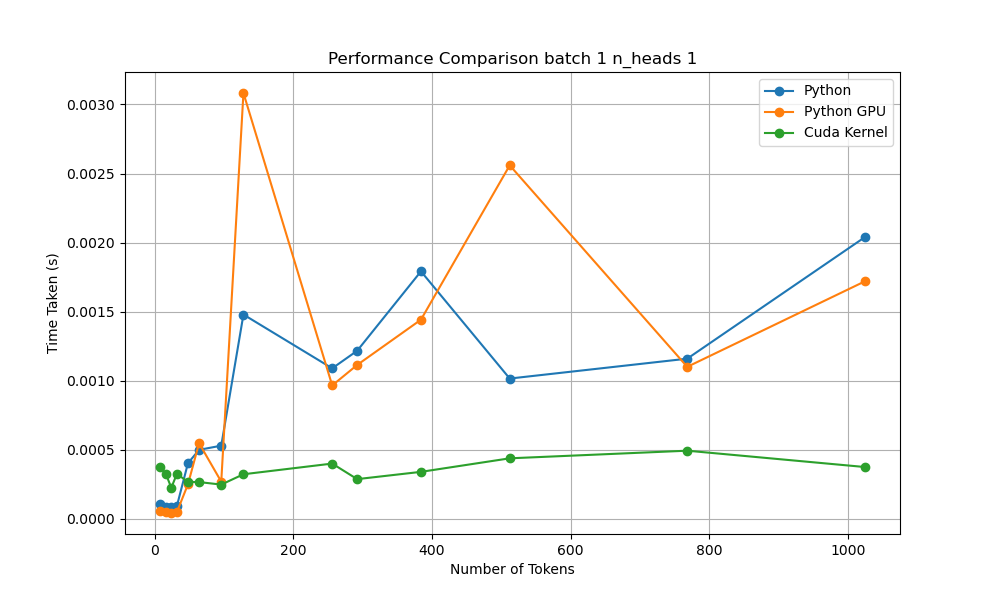 Performance Comparison batch 1 n_heads 1
Python
Python GPU
Cuda Kernel
Time Taken (s)
0.0030
0.0025
0.0020
0.0015
0.0010
0.0005
0.0000
0 200 400 600 800 1000
Number of Tokens